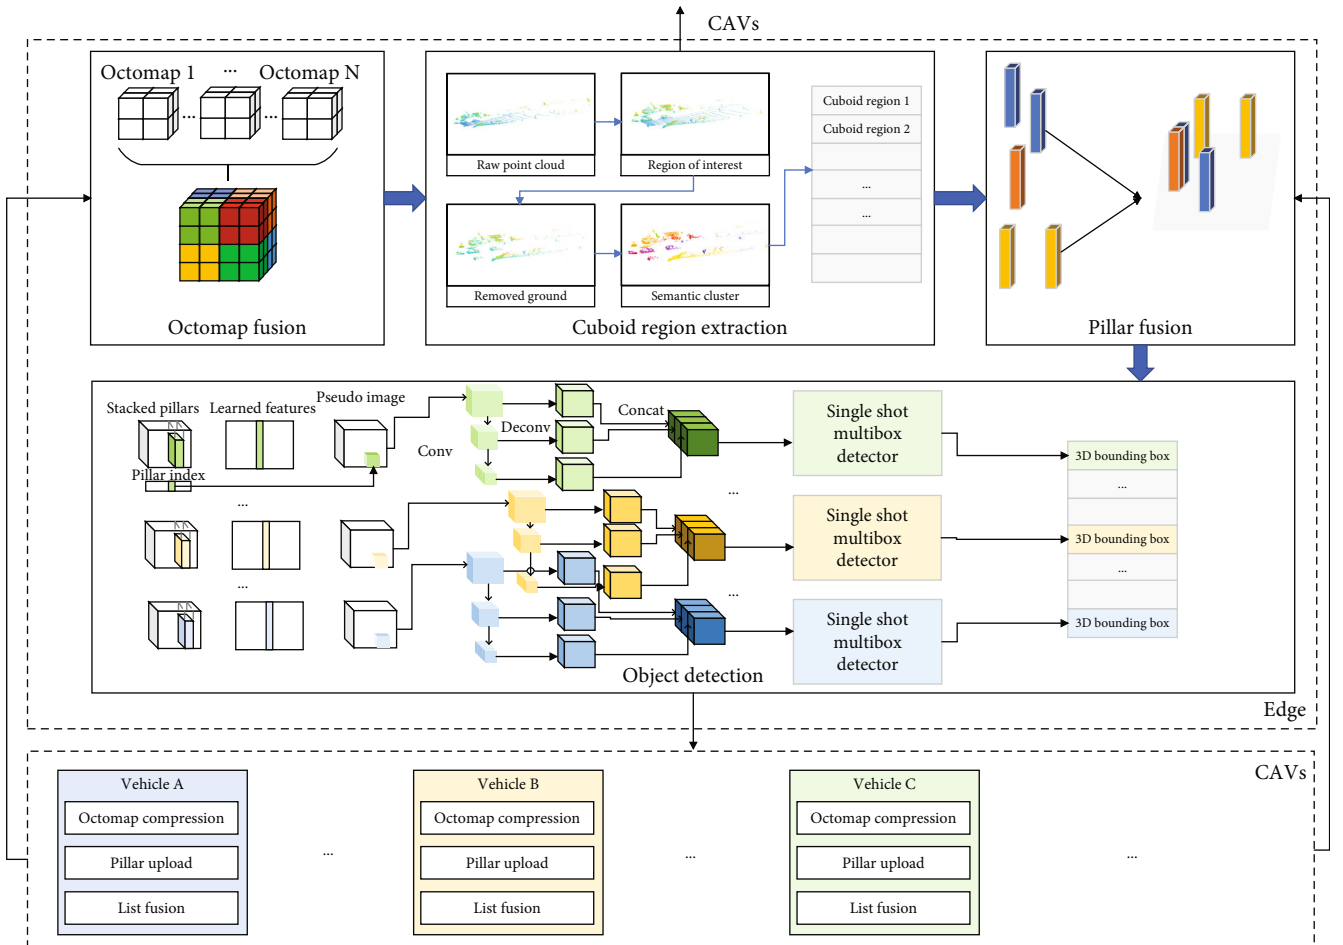 CAVs
Octomap 1
...
Octomap N
...
...
Octomap fusion
Raw point cloud
Region of interest
Removed ground
Semantic cluster
Cuboid region 1
Cuboid region 2
...
...
Cuboid region extraction
Pillar fusion
Stacked pillars
Learned features
Pseudo image
Pillar index
Conv
Deconv
Concat
...
...
...
...
Single shot
multibox
detector
Single shot
multibox
detector
Single shot
multibox
detector
3D bounding box
...
3D bounding box
...
3D bounding box
Object detection
Edge
CAVs
Vehicle A
Octomap compression
Pillar upload
List fusion
...
Vehicle B
Octomap compression
Pillar upload
List fusion
...
Vehicle C
Octomap compression
Pillar upload
List fusion
...